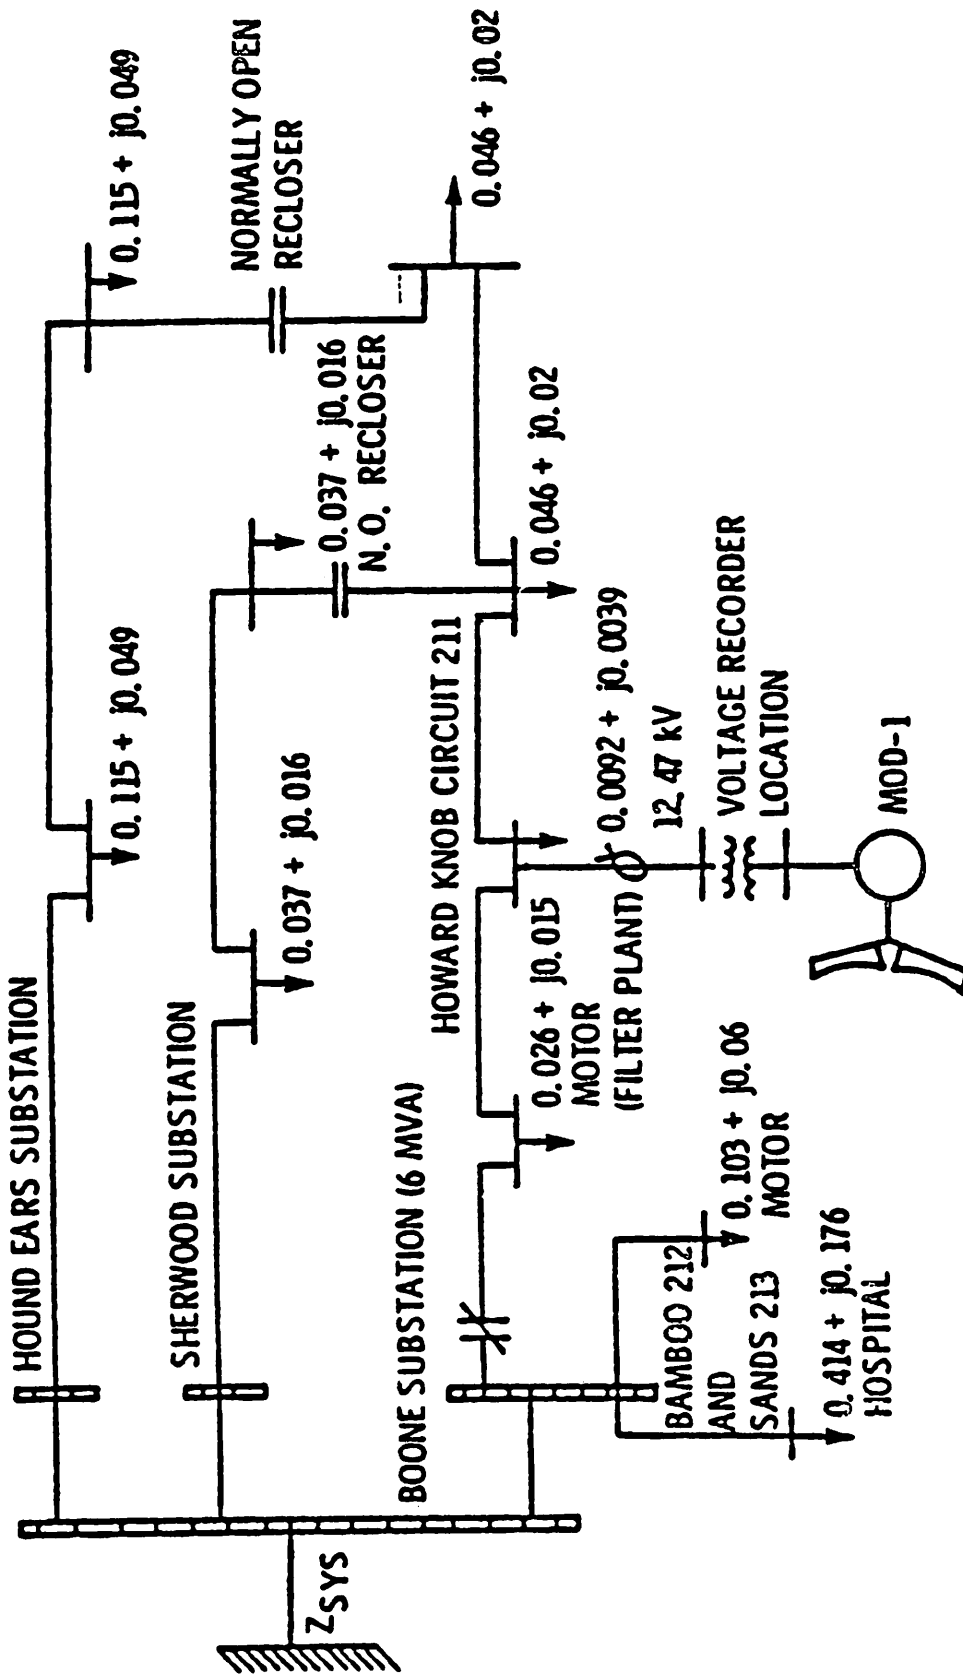 HOUND EARS SUBSTATION
0.115 + j0.049
0.115 + j0.049
NORMALLY OPEN
RECLOSER
SHERWOOD SUBSTATION
0.037 + j0.016
0.037 + j0.016
N.O. RECLOSER
0.046 + j0.02
BOONE SUBSTATION (6 MVA)
HOWARD KNOB CIRCUIT 211
0.046 + j0.02
0.026 + j0.015
MOTOR
(FILTER PLANT)
0.0092 + j0.0039
12.47 kV
VOLTAGE RECORDER
LOCATION
MOD-1
BAMBOO 212
AND
SANDS 213
0.103 + j0.06
MOTOR
0.414 + j0.176
HOSPITAL
ZSYS